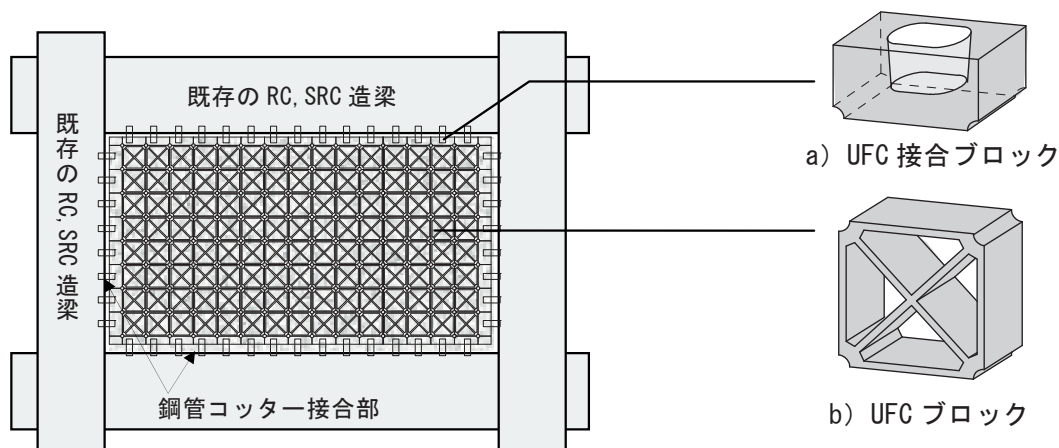 既存の RC, SRC 造梁
既存の RC, SRC 造梁
鋼管コッター接合部
a) UFC 接合ブロック
b) UFC ブロック